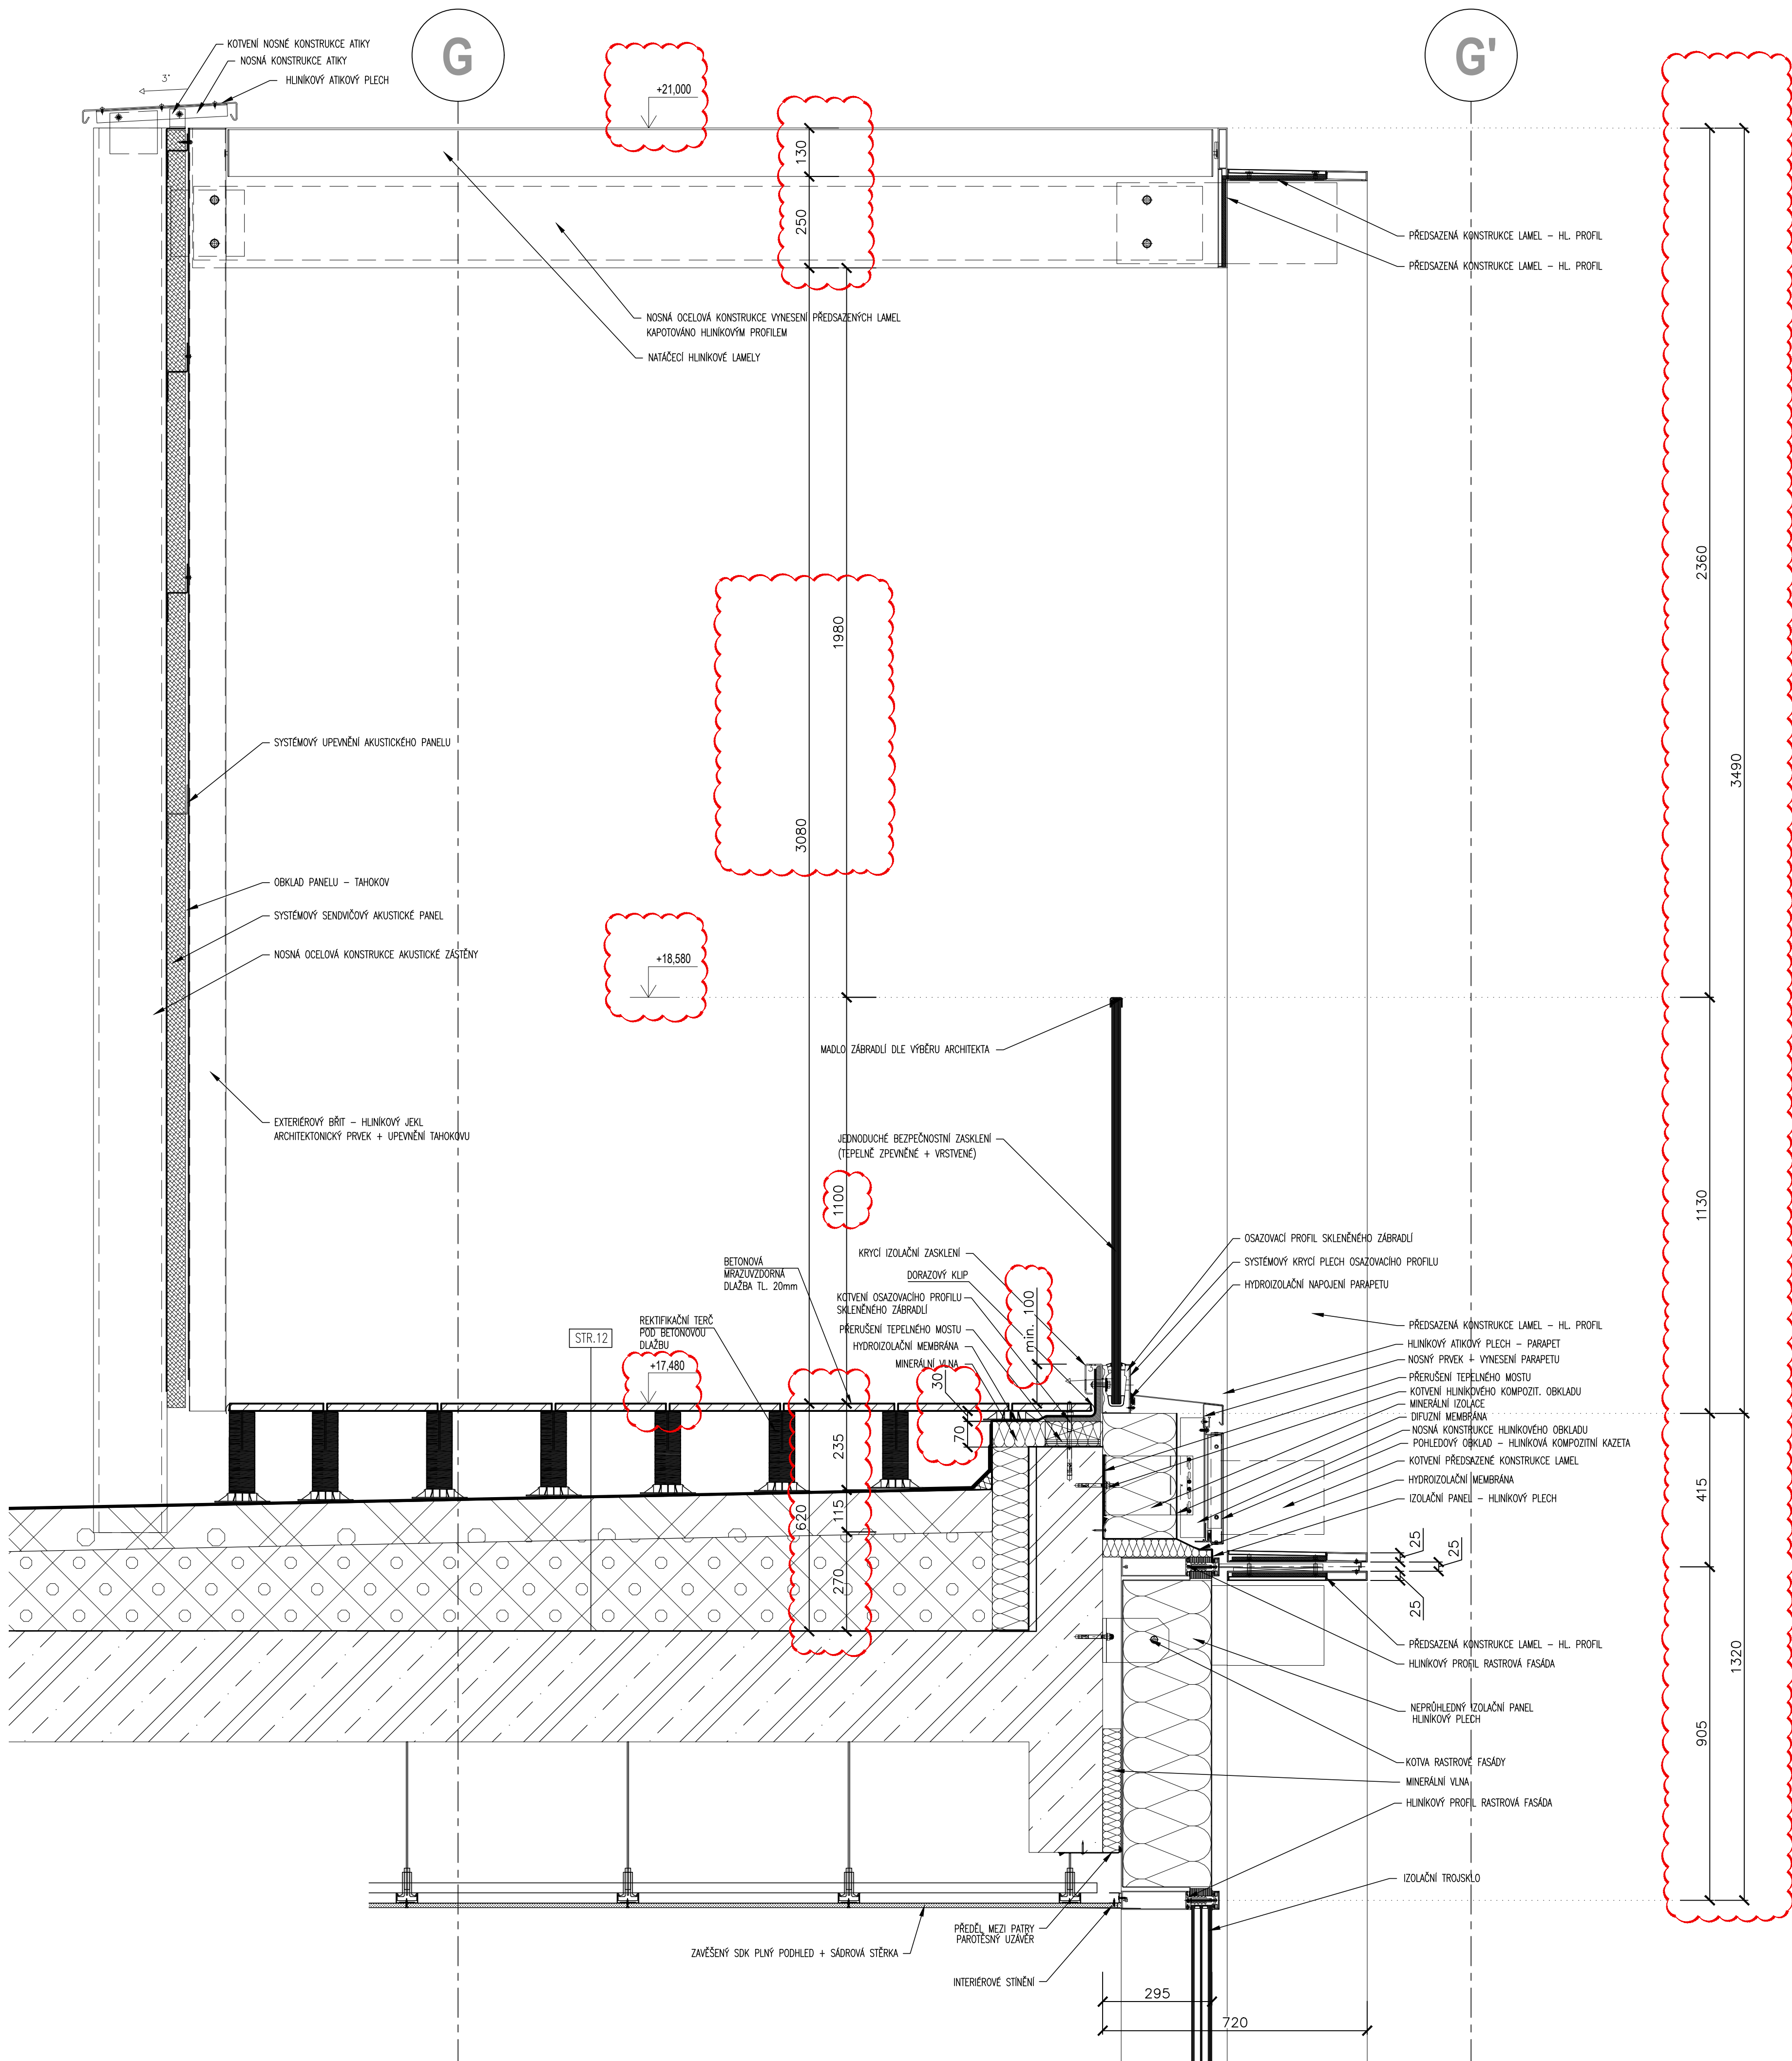 G
G'
KOTVENÍ NOSNÉ KONSTRUKCE ATIKY
NOSNÁ KONSTRUKCE ATIKY
HLINÍKOVÝ ATIKOVÝ PLECH
3°
+21,000
130
250
PŘEDSAZENÁ KONSTRUKCE LAMEL – HL. PROFIL
PŘEDSAZENÁ KONSTRUKCE LAMEL – HL. PROFIL
NOSNÁ OCELOVÁ KONSTRUKCE VYNESENÍ PŘEDSAZENÝCH LAMEL
KAPOTOVÁNO HLINÍKOVÝM PROFILEM
NATÁČECÍ HLINÍKOVÉ LAMELY
2360
1980
3490
SYSTÉMOVÝ UPEVNĚNÍ AKUSTICKÉHO PANELU
3080
OBKLAD PANELU – TAHOKOV
SYSTÉMOVÝ SENDVIČOVÝ AKUSTICKÉ PANEL
NOSNÁ OCELOVÁ KONSTRUKCE AKUSTICKÉ ZÁSTĚNY
+18,580
MADLO ZÁBRADLÍ DLE VÝBĚRU ARCHITEKTA
EXTERIÉROVÝ BŘIT – HLINÍKOVÝ JEKL
ARCHITEKTONICKÝ PRVEK + UPEVNĚNÍ TAHOKOVU
JEDNODUCHÉ BEZPEČNOSTNÍ ZASKLENÍ
(TEPELNĚ ZPEVNĚNÉ + VRSTVENÉ)
1100
1130
BETONOVÁ
MRAZUVZDORNÁ
DLAŽBA TL. 20mm
KRYCÍ IZOLAČNÍ ZASKLENÍ
DORAZOVÝ KLIP
KOTVENÍ OSAZOVACÍHO PROFILU
SKLENĚNÉHO ZÁBRADLÍ
PŘERUŠENÍ TEPELNÉHO MOSTU
HYDROIZOLAČNÍ MEMBRÁNA
MINERÁLNÍ VLNA
min. 100
REKTIFIKAČNÍ TERČ
POD BETONOVOU
DLAŽBU
STR.12
+17,480
30
70
OSAZOVACÍ PROFIL SKLENĚNÉHO ZÁBRADLÍ
SYSTÉMOVÝ KRYCÍ PLECH OSAZOVACÍHO PROFILU
HYDROIZOLAČNÍ NAPOJENÍ PARAPETU
PŘEDSAZENÁ KONSTRUKCE LAMEL – HL. PROFIL
HLINÍKOVÝ ATIKOVÝ PLECH – PARAPET
NOSNÝ PRVEK – VYNESENÍ PARAPETU
PŘERUŠENÍ TEPELNÉHO MOSTU
KOTVENÍ HLINÍKOVÉHO KOMPOZIT. OBKLADU
MINERÁLNÍ IZOLACE
DIFUZNÍ MEMBRÁNA
NOSNÁ KONSTRUKCE HLINÍKOVÉHO OBKLADU
POHLEDOVÝ OBKLAD – HLINÍKOVÁ KOMPOZITNÍ KAZETA
KOTVENÍ PŘEDSAZENÉ KONSTRUKCE LAMEL
HYDROIZOLAČNÍ MEMBRÁNA
IZOLAČNÍ PANEL – HLINÍKOVÝ PLECH
235
115
620
270
415
25
25
25
PŘEDSAZENÁ KONSTRUKCE LAMEL – HL. PROFIL
HLINÍKOVÝ PROFIL RASTROVÁ FASÁDA
1320
NEPRŮHLEDNÝ IZOLAČNÍ PANEL
HLINÍKOVÝ PLECH
905
KOTVA RASTROVÉ FASÁDY
MINERÁLNÍ VLNA
HLINÍKOVÝ PROFIL RASTROVÁ FASÁDA
IZOLAČNÍ TROJSKLO
PŘEDĚL MEZI PATRY
PAROTĚSNÝ UZÁVĚR
ZAVĚŠENÝ SDK PLNÝ PODHLED + SÁDROVÁ STĚRKA
INTERIÉROVÉ STÍNĚNÍ
295
720